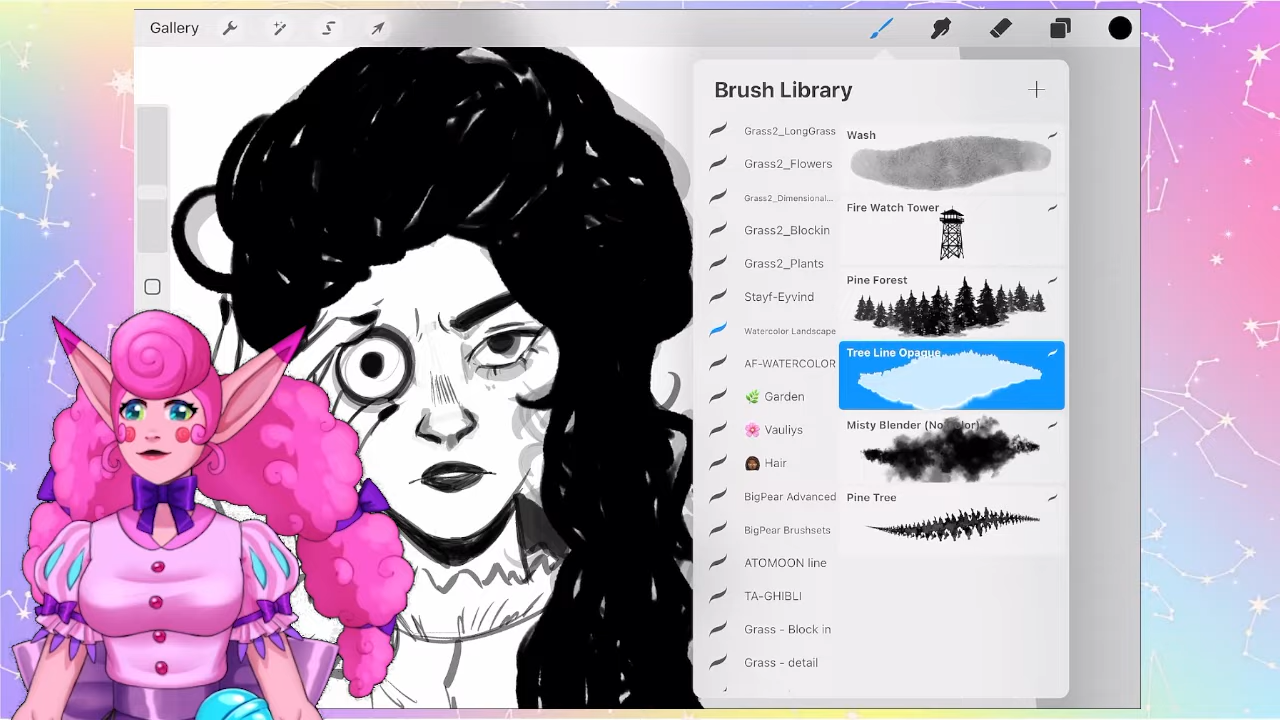 Gallery
Brush Library
Grass2_LongGrass
Grass2_Flowers
Grass2_Dimensional...
Grass2_Blockin
Grass2_Plants
Stayf-Eyvind
Watercolor Landscape
AF-WATERCOLOR
Garden
Vauliys
Hair
BigPear Advanced
BigPear Brushsets
ATOMOON line
TA-GHIBLI
Grass - Block in
Grass - detail
Wash
Fire Watch Tower
Pine Forest
Tree Line Opaque
Misty Blender (No Color)
Pine Tree